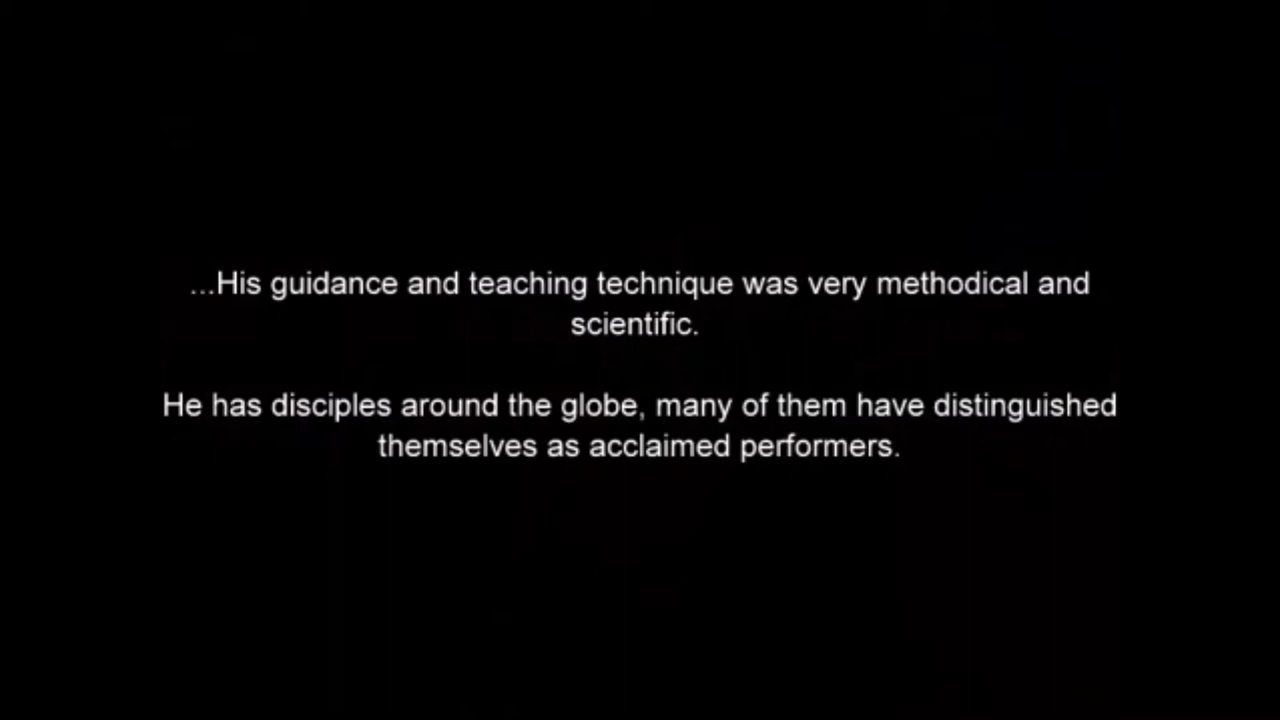 ...His guidance and teaching technique was very methodical and
scientific.
He has disciples around the globe, many of them have distinguished
themselves as acclaimed performers.